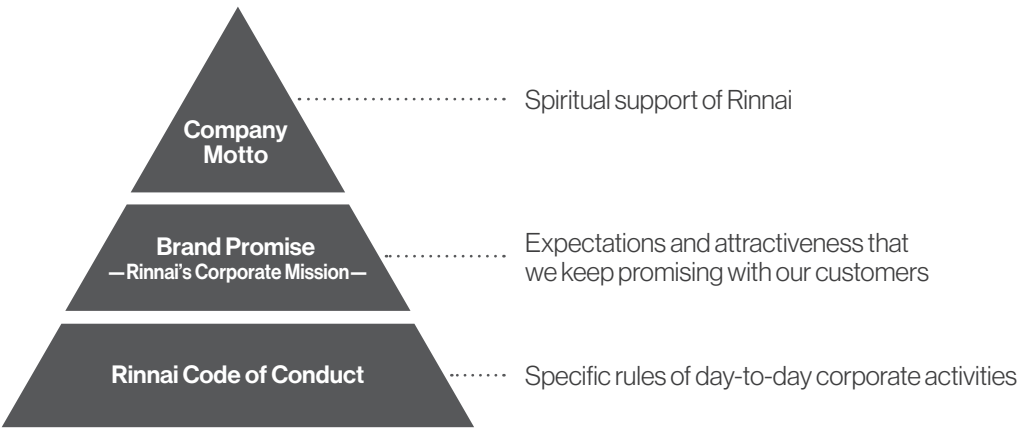 Company
Motto
Spiritual support of Rinnai
Brand Promise
—Rinnai's Corporate Mission—
Expectations and attractiveness that
we keep promising with our customers
Rinnai Code of Conduct
Specific rules of day-to-day corporate activities